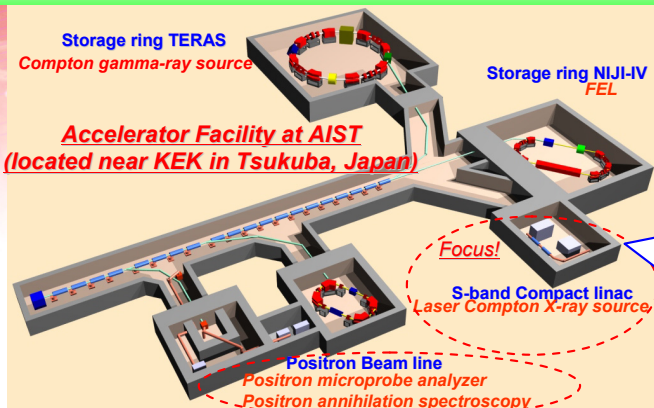 Storage ring TERAS
Compton gamma-ray source
Storage ring NIJI-IV
FEL
Accelerator Facility at AIST
(located near KEK in Tsukuba, Japan)
Focus!
S-band Compact linac
Laser Compton X-ray source
Positron Beam line
Positron microprobe analyzer
Positron annihilation spectroscopy